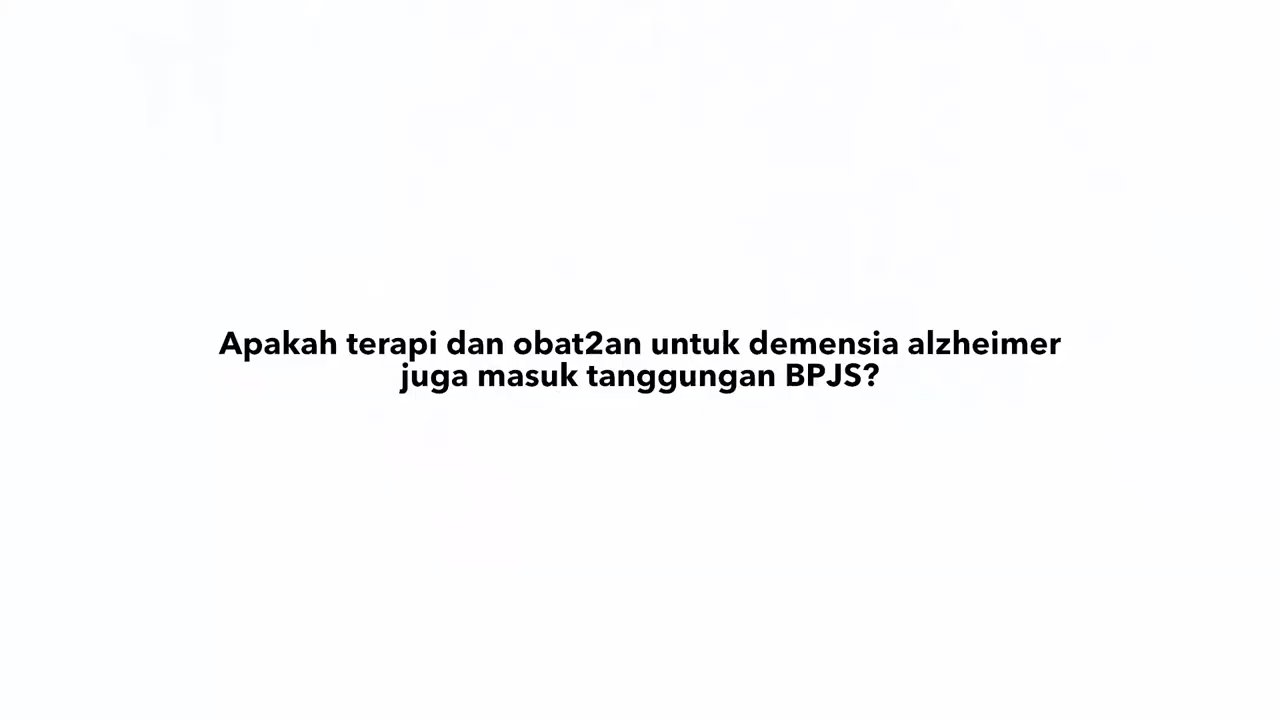 Apakah terapi dan obat2an untuk demensia alzheimer
juga masuk tanggungan BPJS?